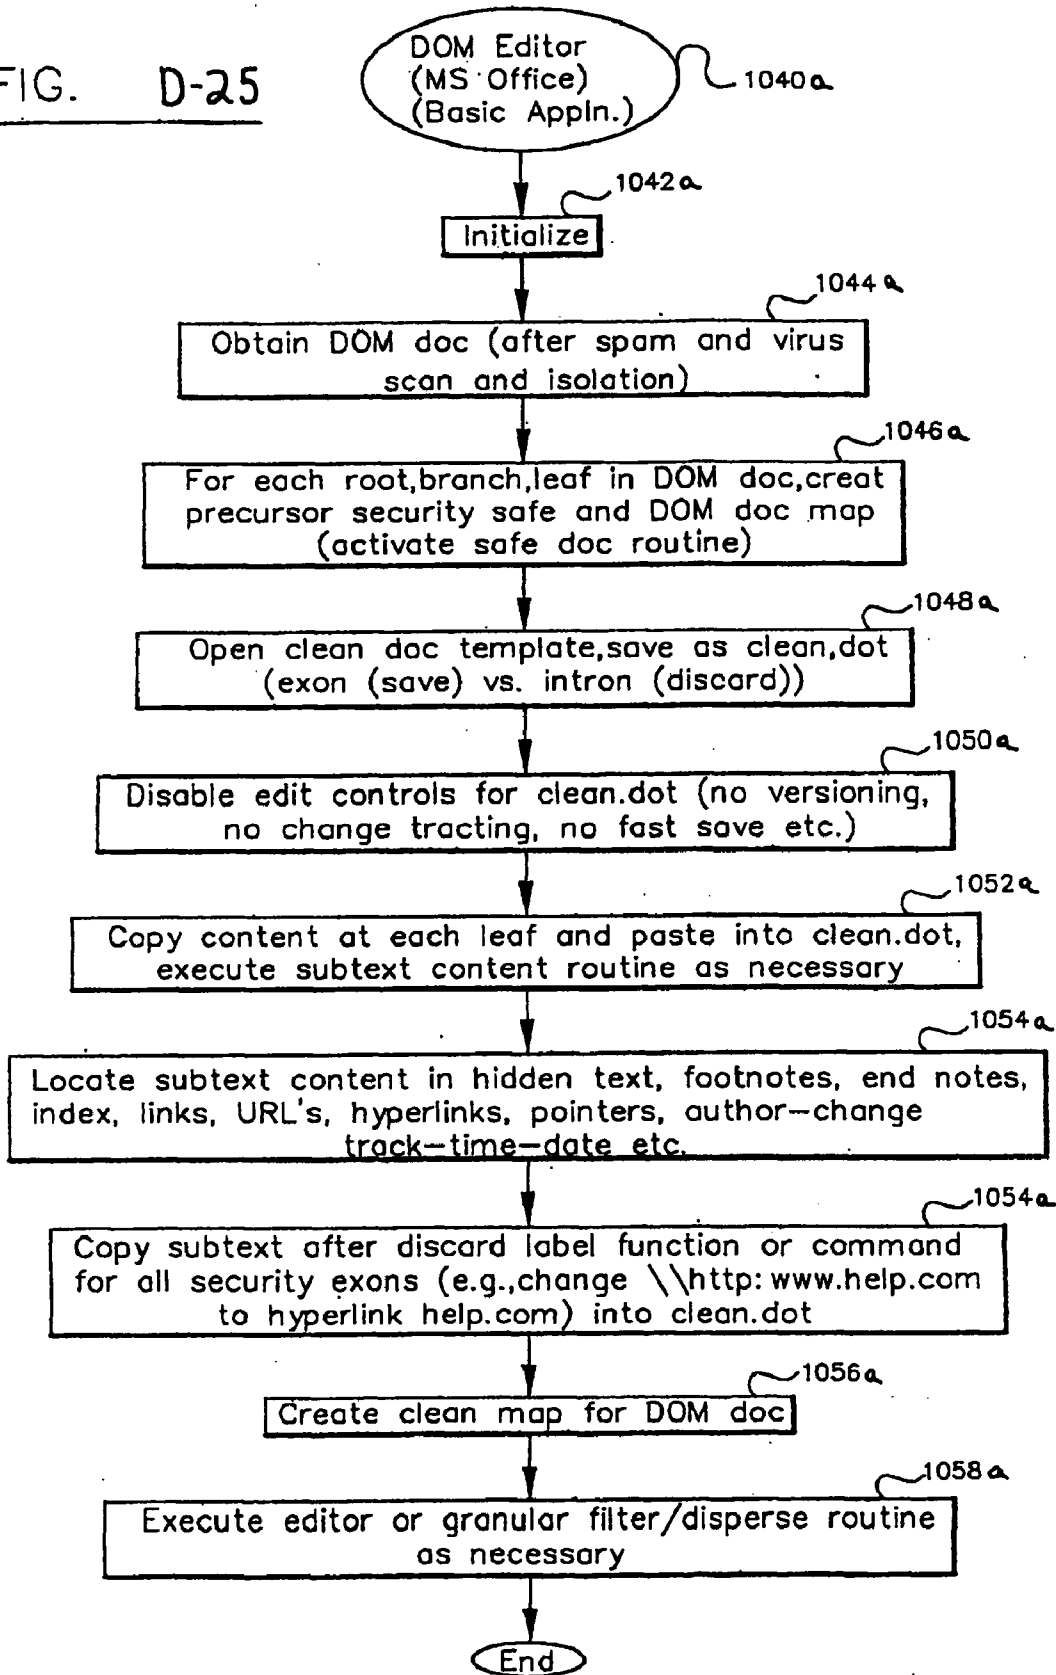 FIG. D-25
DOM Editor
(MS Office)
(Basic Appln.)
1040a
1042a
Initialize
1044a
Obtain DOM doc (after spam and virus
scan and isolation)
1046a
For each root,branch,leaf in DOM doc,creat
precursor security safe and DOM doc map
(activate safe doc routine)
1048a
Open clean doc template,save as clean,dot
(exon (save) vs. intron (discard))
1050a
Disable edit controls for clean.dot (no versioning,
no change tracting, no fast save etc.)
1052a
Copy content at each leaf and paste into clean.dot,
execute subtext content routine as necessary
1054a
Locate subtext content in hidden text, footnotes, end notes,
index, links, URL's, hyperlinks, pointers, author-change
track-time-date etc.
1054a
Copy subtext after discard label function or command
for all security exons (e.g.,change \\http: www.help.com
to hyperlink help.com) into clean.dot
1056a
Create clean map for DOM doc
1058a
Execute editor or granular filter/disperse routine
as necessary
End